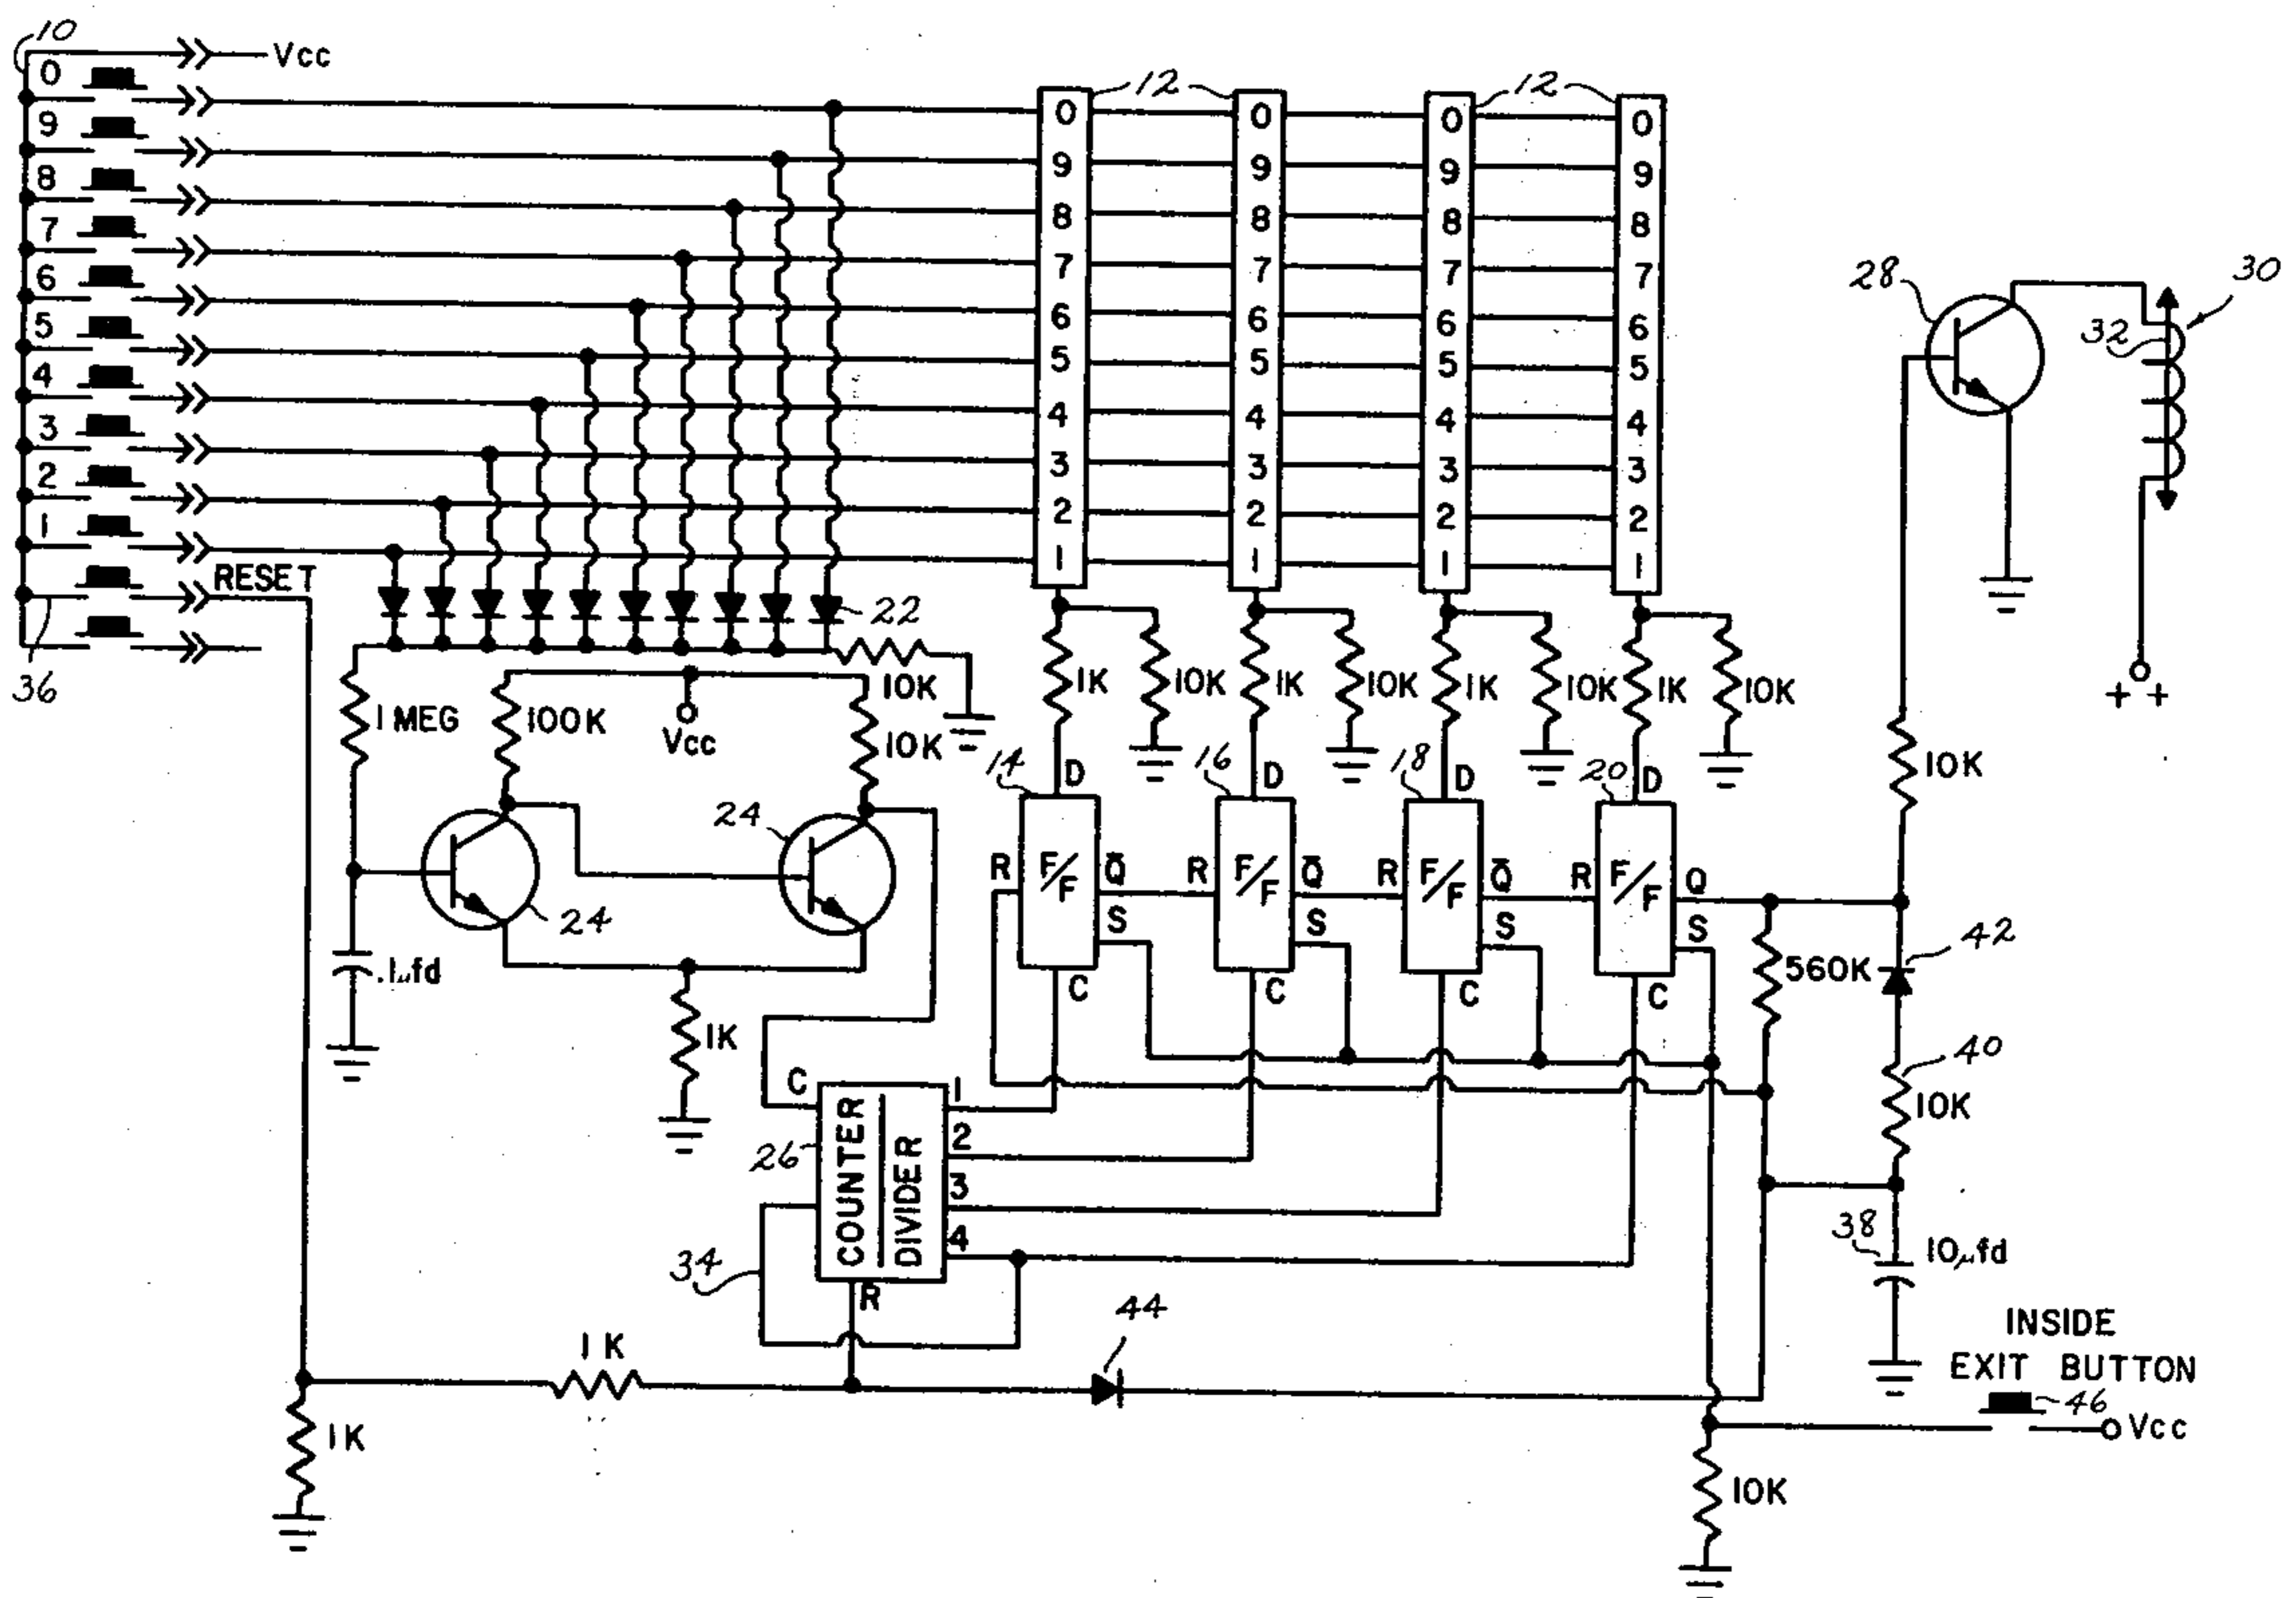 10
Vcc
0
9
8
7
6
5
4
3
2
1
RESET
36
12
12
0 0 0 0
9 9 9 9
8 8 8 8
7 7 7 7
6 6 6 6
5 5 5 5
4 4 4 4
3 3 3 3
2 2 2 2
1 1 1 1
22
10K
1 MEG
100K
Vcc
10K
1K 10K 1K 10K 1K 10K 1K 10K
28
30
32
++
10K
14 D 16 D 18 D 20 D
24
24
R F/F Q̄ S C
R F/F Q̄ S C
R F/F Q̄ S C
R F/F Q S C
.1µfd
1K
560K
42
40
10K
C
26
COUNTER
DIVIDER
1
2
3
4
R
34
38
10µfd
44
1K
1K
INSIDE
EXIT BUTTON
46
Vcc
10K